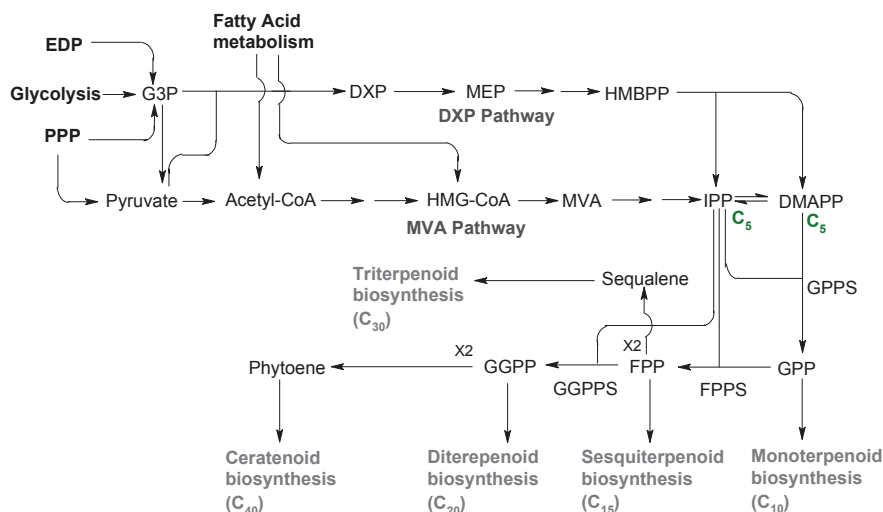 Fatty Acid
metabolism
EDP
Glycolysis
G3P
DXP
MEP
HMBPP
DXP Pathway
PPP
Pyruvate
Acetyl-CoA
HMG-CoA
MVA
IPP
DMAPP
MVA Pathway
C5
C5
Triterpenoid
biosynthesis
(C30)
Sequalene
GPPS
X2
X2
Phytoene
GGPP
GGPPS
FPP
FPPS
GPP
Ceratenoid
biosynthesis
(C40)
Diterepenoid
biosynthesis
(C20)
Sesquiterpenoid
biosynthesis
(C15)
Monoterpenoid
biosynthesis
(C10)